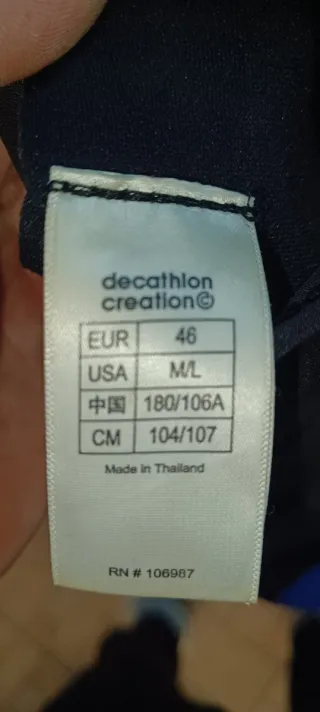 decathlon
creation©
EUR 46
USA M/L
中国 180/106A
CM 104/107
Made in Thailand
RN # 106987